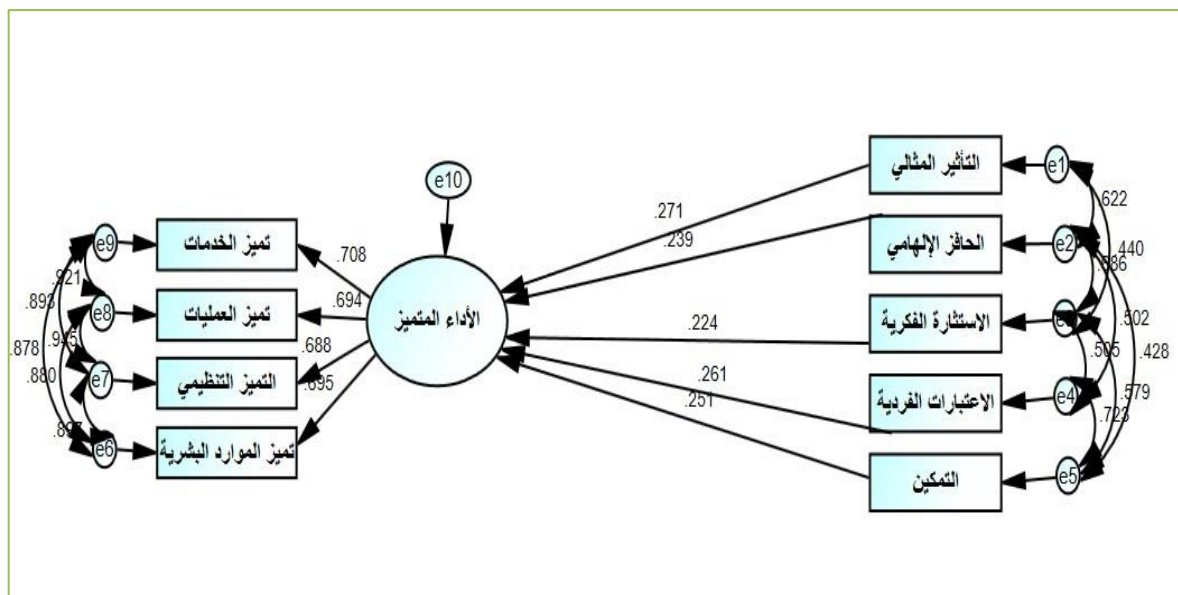 e10
e9
تميز الخدمات
e8
تميز العمليات
e7
التميز التنظيمي
e6
تميز الموارد البشرية
.921
.893
.945
.878
.880
.708
.694
.688
.695
الأداء المتميز
.271
.239
.224
.261
.251
التأثير المثالي
e1
الحافز الإلهامي
e2
الاستثارة الفكرية
الاعتبارات الفردية
e4
التمكين
e5
622
.440
.502
.505
.428
.579
.723